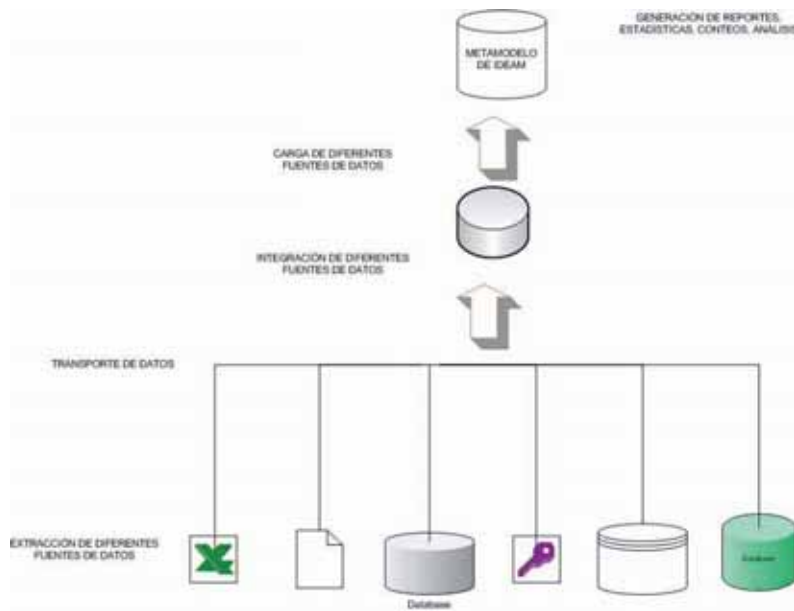 GENERACIÓN DE REPORTES,
ESTADÍSTICAS, CONTEOS, ANÁLISIS
METAMODELO
DE IDEAM
CARGA DE DIFERENTES
FUENTES DE DATOS
INTEGRACIÓN DE DIFERENTES
FUENTES DE DATOS
TRANSPORTE DE DATOS
EXTRACCIÓN DE DIFERENTES
FUENTES DE DATOS
Database